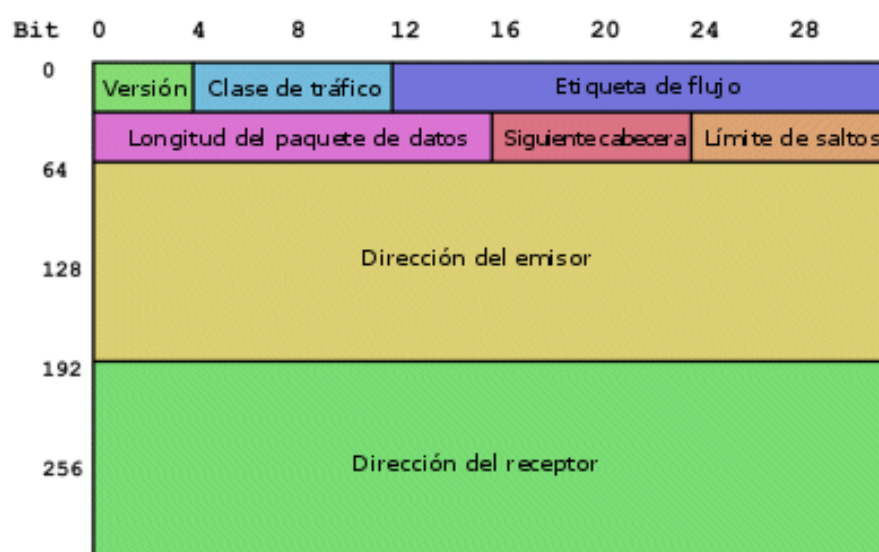 Bit 0 4 8 12 16 20 24 28
0 Versión Clase de tráfico Etiqueta de flujo
Longitud del paquete de datos Siguiente cabecera Límite de saltos
64
Dirección del emisor
128
192
Dirección del receptor
256